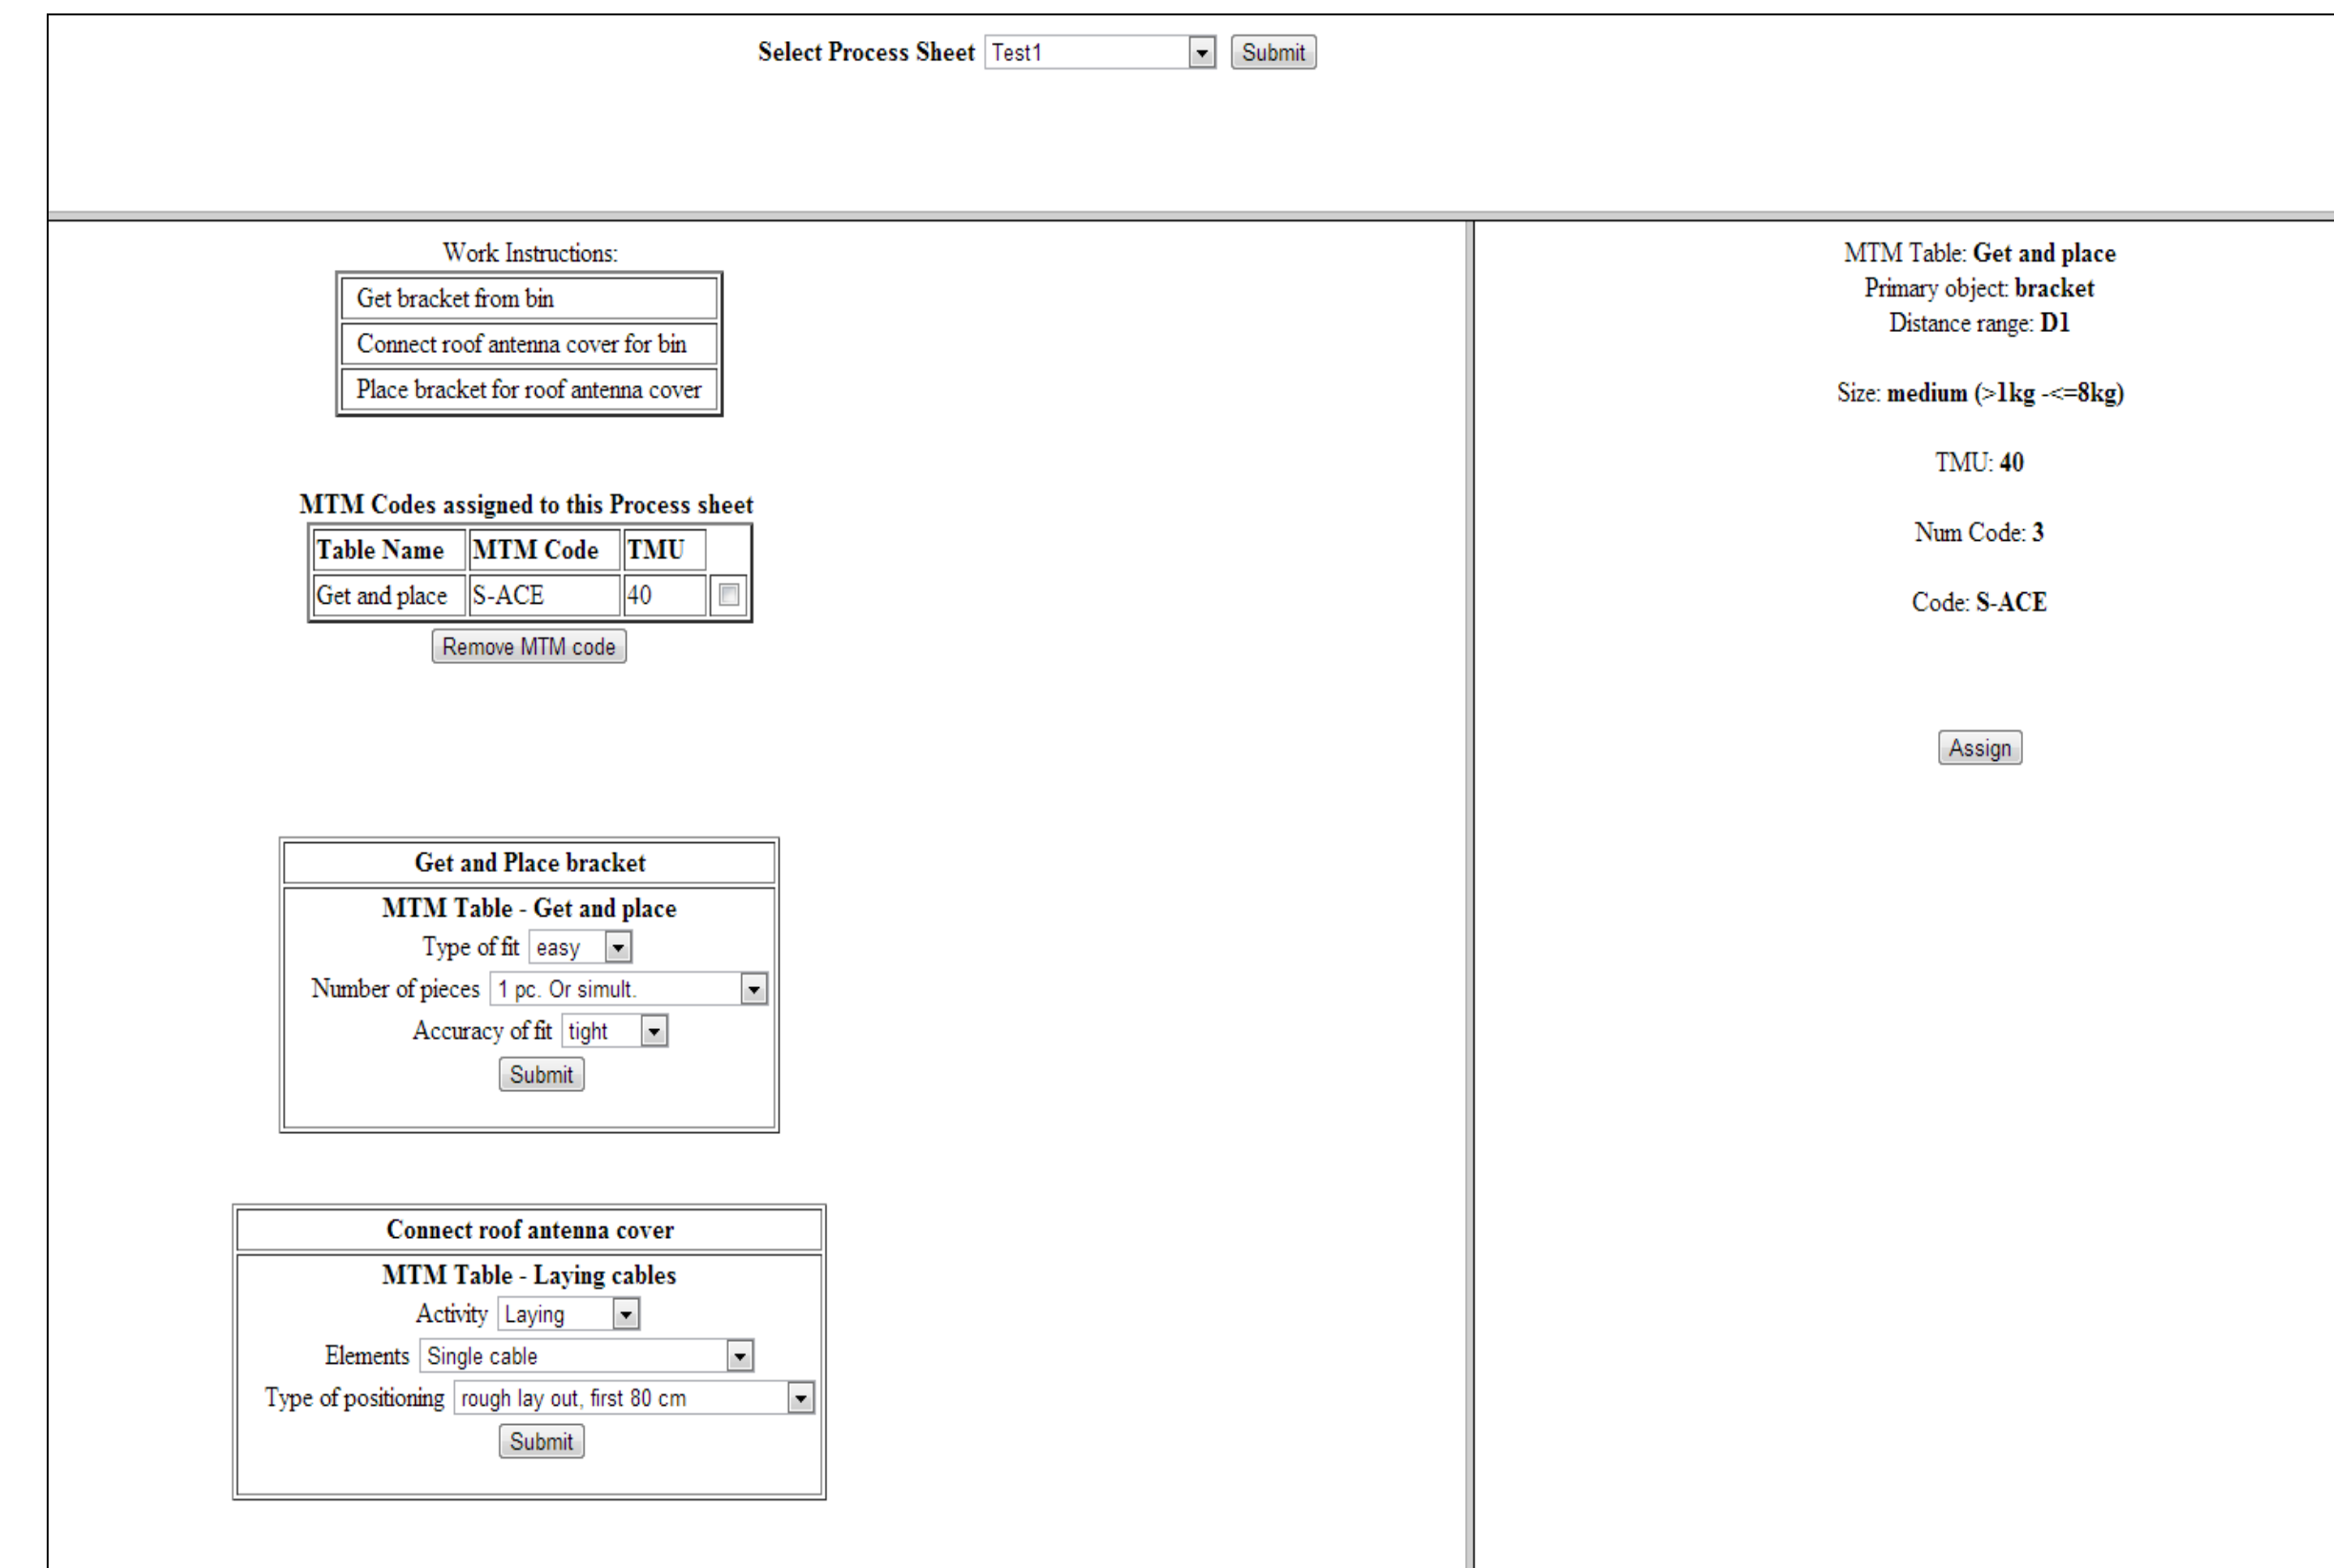 Select Process Sheet Test1 Submit
Work Instructions:
Get bracket from bin
Connect roof antenna cover for bin
Place bracket for roof antenna cover
MTM Codes assigned to this Process sheet
Table Name MTM Code TMU
Get and place S-ACE 40
Remove MTM code
Get and Place bracket
MTM Table - Get and place
Type of fit easy
Number of pieces 1 pc. Or simult.
Accuracy of fit tight
Submit
Connect roof antenna cover
MTM Table - Laying cables
Activity Laying
Elements Single cable
Type of positioning rough lay out, first 80 cm
Submit
MTM Table: Get and place
Primary object: bracket
Distance range: D1
Size: medium (>1kg -<=8kg)
TMU: 40
Num Code: 3
Code: S-ACE
Assign